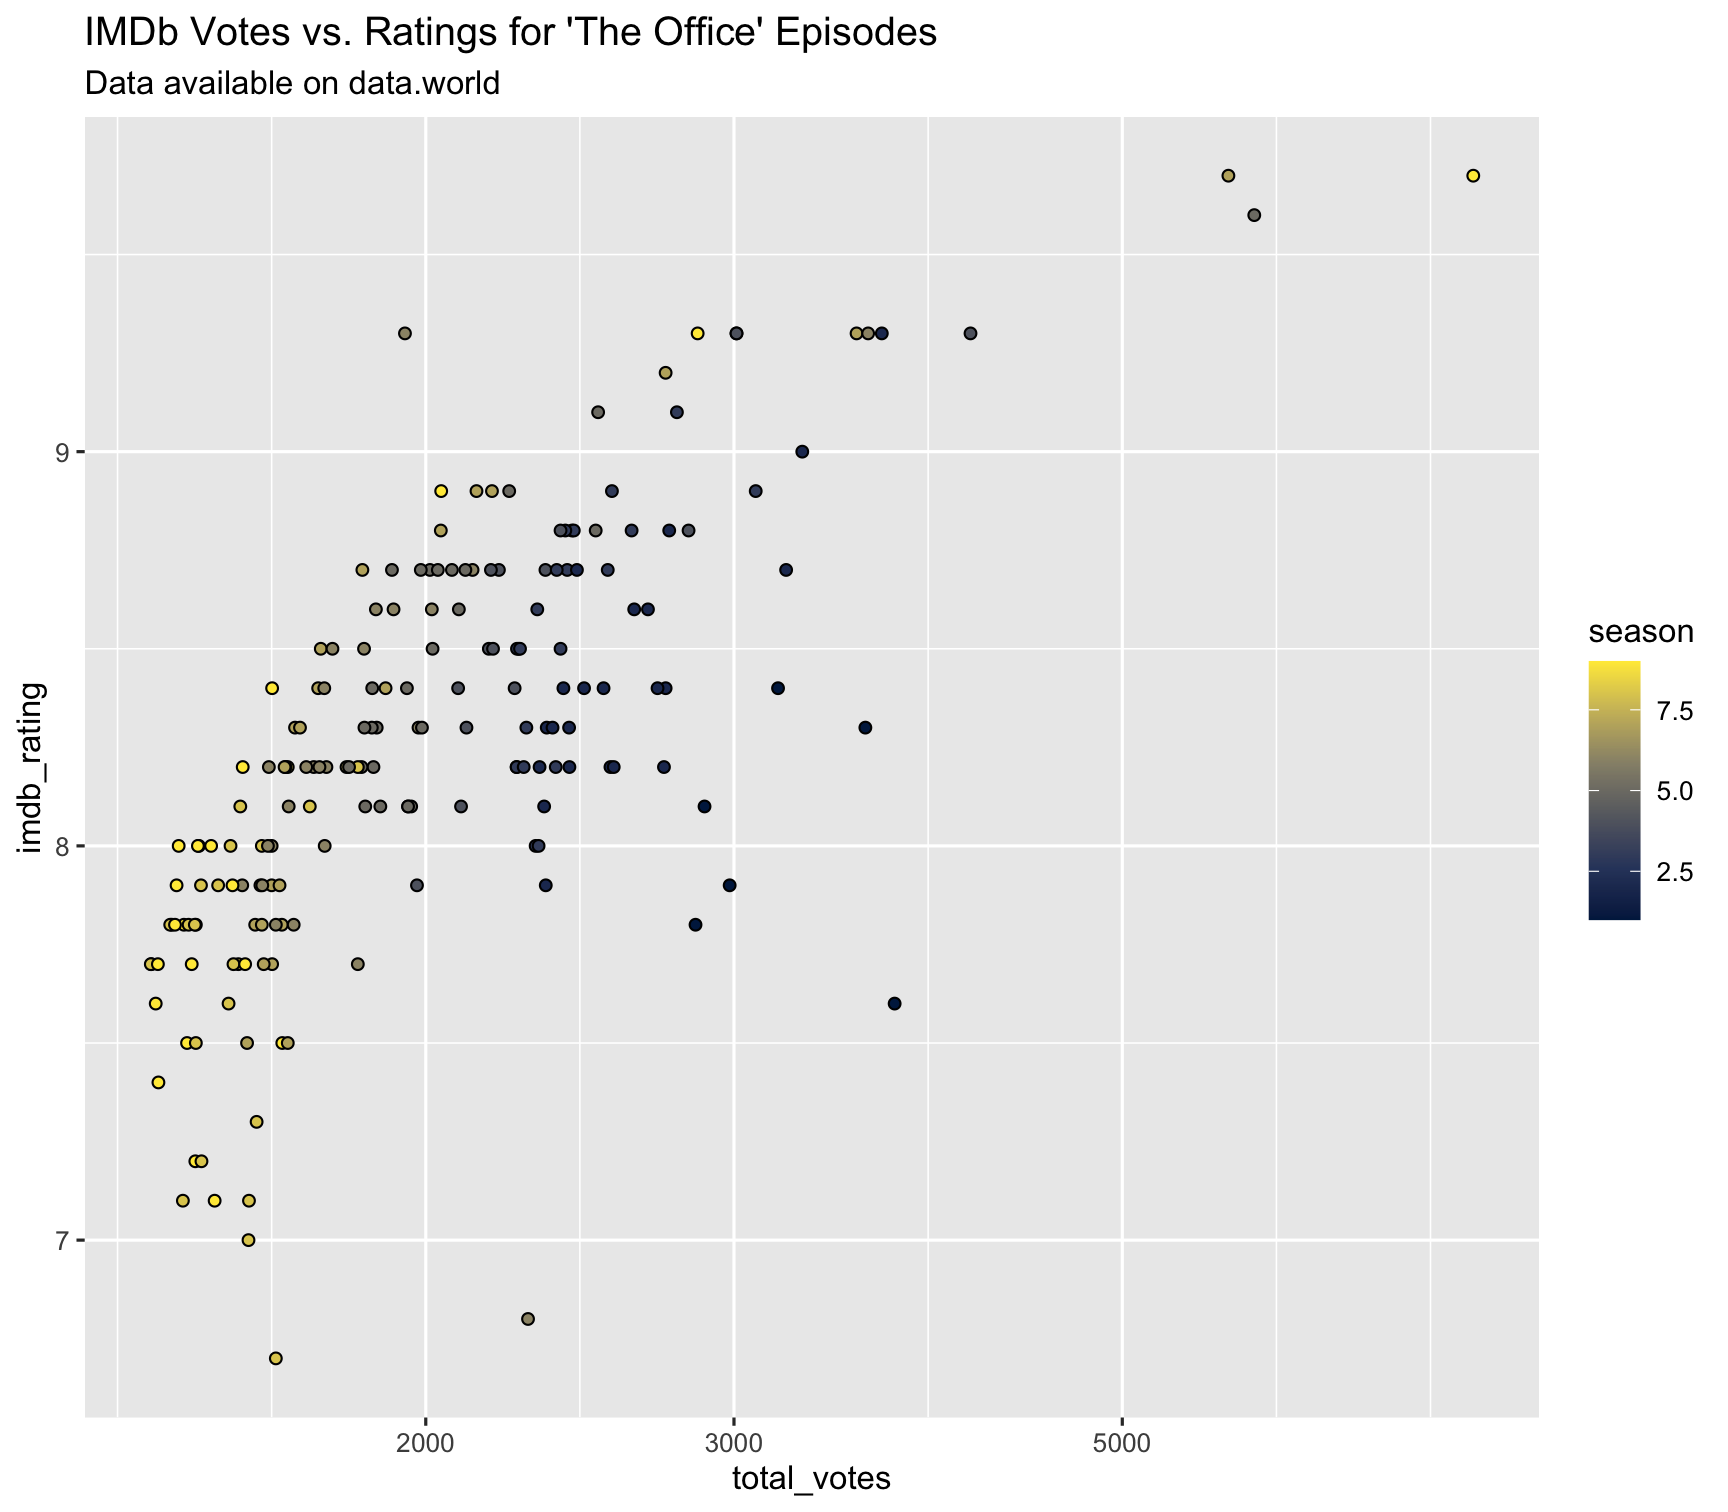 IMDb Votes vs. Ratings for 'The Office' Episodes
Data available on data.world
imdb_rating
9
8
7
2000 3000 5000
total_votes
season
7.5
5.0
2.5